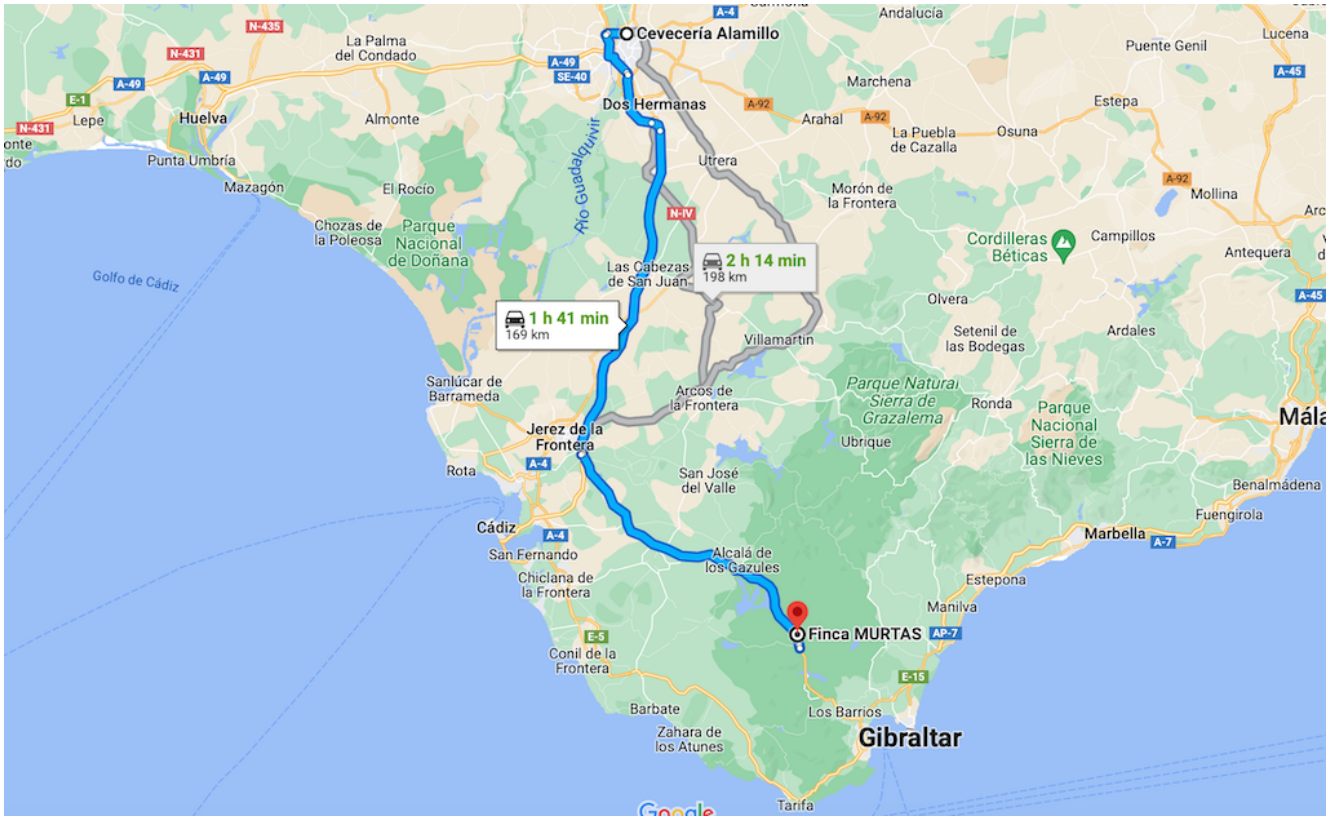 Carmona
A-4
Andalucía
Lucena
N-435
Cevecería Alamillo
La Palma
del Condado
N-431
A-49
SE-40
Puente Genil
A-45
A-49
A-49
Marchena
E-1
Lepe
Huelva
Almonte
Dos Hermanas
A-92
Arahal
A-92
Estepa
N-431
La Puebla
de Cazalla
Osuna
Punta Umbría
Utrera
Mazagón
El Rocío
Río Guadalquivir
Morón de
la Frontera
A-92
Mollina
N-IV
Chozas de
la Poleosa
Parque
Nacional
de Doñana
Cordilleras
Béticas
Campillos
Antequera
Golfo de Cádiz
Las Cabezas
de San Juan
2 h 14 min
198 km
A-45
Olvera
1 h 41 min
169 km
Villamartin
Setenil de
las Bodegas
Ardales
Sanlúcar de
Barrameda
Arcos de
la Frontera
Parque Natural
Sierra de
Grazalema
Ronda
Parque
Nacional
Sierra de
las Nieves
Jerez de la
Frontera
Ubrique
Rota
A-4
San José
del Valle
Benalmádena
Fuengirola
Cádiz
A-4
Marbella
A-7
San Fernando
Alcalá de
los Gazules
Chiclana de
la Frontera
Estepona
Manilva
E-5
Finca MURTAS
AP-7
Conil de la
Frontera
E-15
Barbate
Los Barrios
Zahara de
los Atunes
Gibraltar
Tarifa
Google